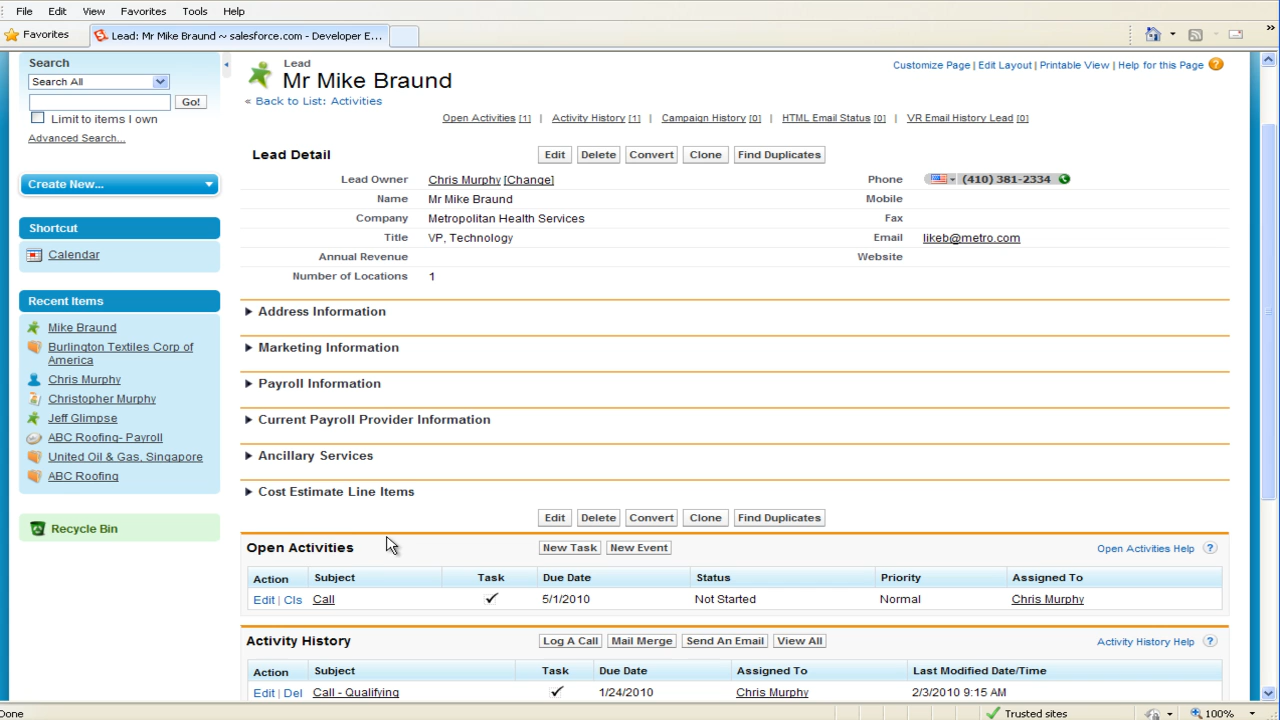 File Edit View Favorites Tools Help
Favorites Lead: Mr Mike Braund ~ salesforce.com - Developer E... »
Search
Search All
Go!
Limit to items I own
Advanced Search...
Create New...
Shortcut
Calendar
Recent Items
Mike Braund
Burlington Textiles Corp of
America
Chris Murphy
Christopher Murphy
Jeff Glimpse
ABC Roofing- Payroll
United Oil & Gas, Singapore
ABC Roofing
Recycle Bin
Lead
Mr Mike Braund
« Back to List: Activities
Customize Page | Edit Layout | Printable View | Help for this Page ?
Open Activities [1] | Activity History [1] | Campaign History [0] | HTML Email Status [0] | VR Email History Lead [0]
Lead Detail Edit Delete Convert Clone Find Duplicates
Lead Owner Chris Murphy [Change] Phone (410) 381-2334
Name Mr Mike Braund Mobile
Company Metropolitan Health Services Fax
Title VP, Technology Email likeb@metro.com
Annual Revenue Website
Number of Locations 1
Address Information
Marketing Information
Payroll Information
Current Payroll Provider Information
Ancillary Services
Cost Estimate Line Items
Edit Delete Convert Clone Find Duplicates
Open Activities New Task New Event Open Activities Help ?
Action Subject Task Due Date Status Priority Assigned To
Edit | Cls Call 5/1/2010 Not Started Normal Chris Murphy
Activity History Log A Call Mail Merge Send An Email View All Activity History Help ?
Action Subject Task Due Date Assigned To Last Modified Date/Time
Edit | Del Call - Qualifying 1/24/2010 Chris Murphy 2/3/2010 9:15 AM
Done Trusted sites 100%